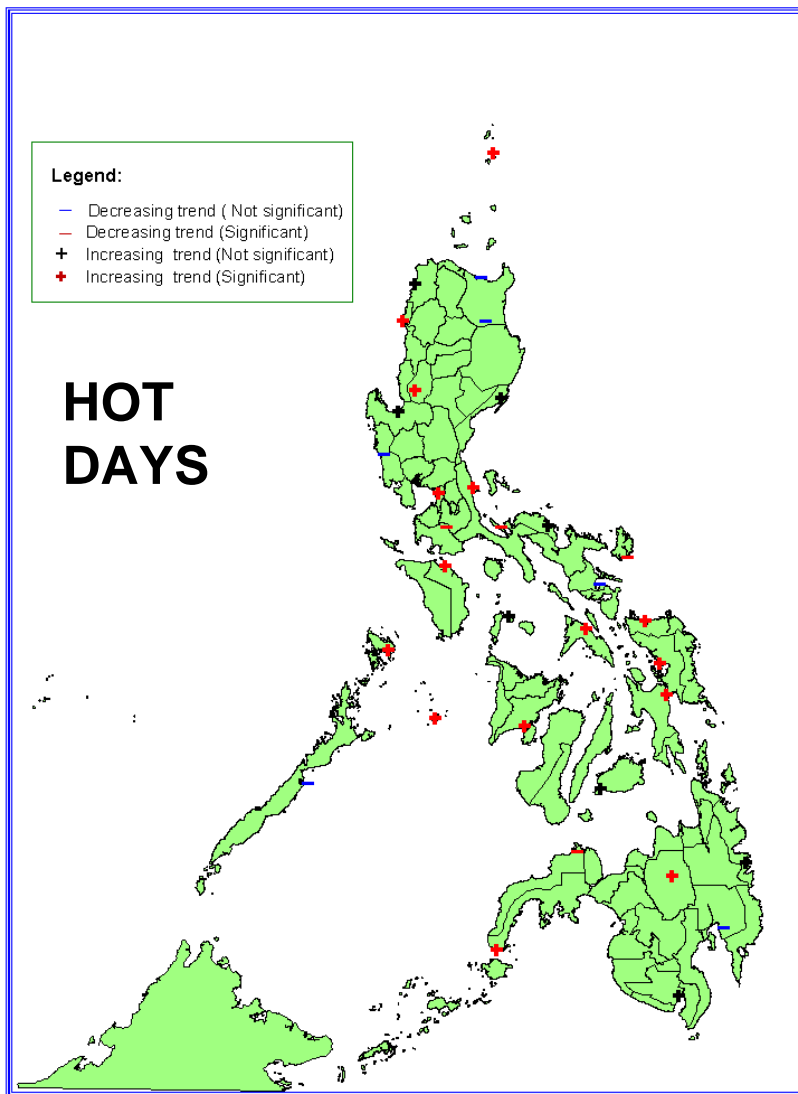 Legend:
Decreasing trend ( Not significant)
Decreasing trend (Significant)
Increasing trend (Not significant)
Increasing trend (Significant)
HOT
DAYS